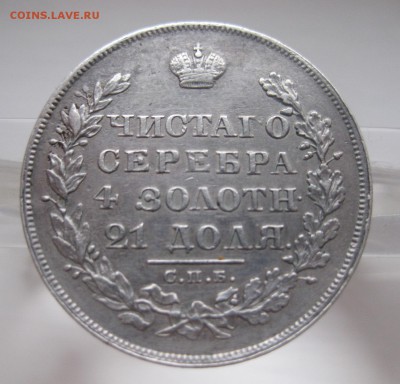 COINS.LAVE.RU
ЧИСТАГО
СЕРЕБРА
4 ЗОЛОТН.
21 ДОЛЯ.
С.П.Б.